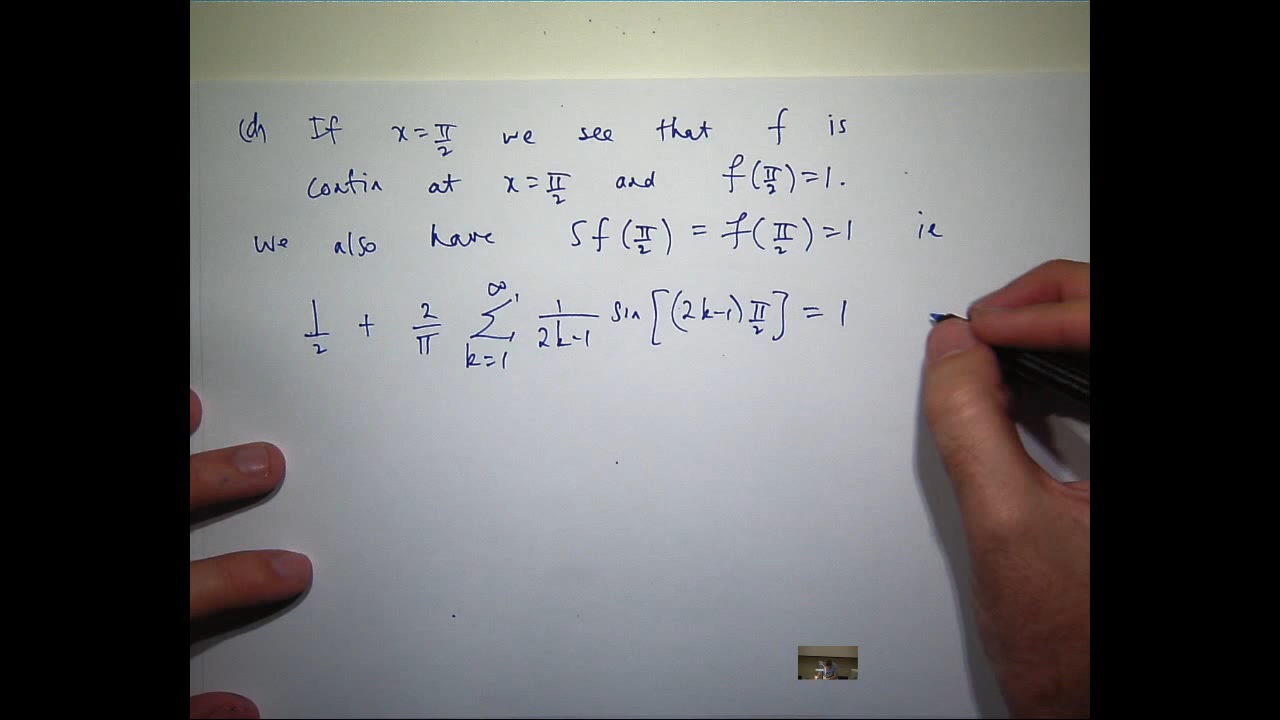 (d) If x = π/2 we see that f is
contin at x = π/2 and f(π/2) = 1.
We also have Sf(π/2) = f(π/2) = 1 ie
1/2 + 2/π ∑_{k=1}^{∞} 1/(2k-1) sin[(2k-1)π/2] = 1